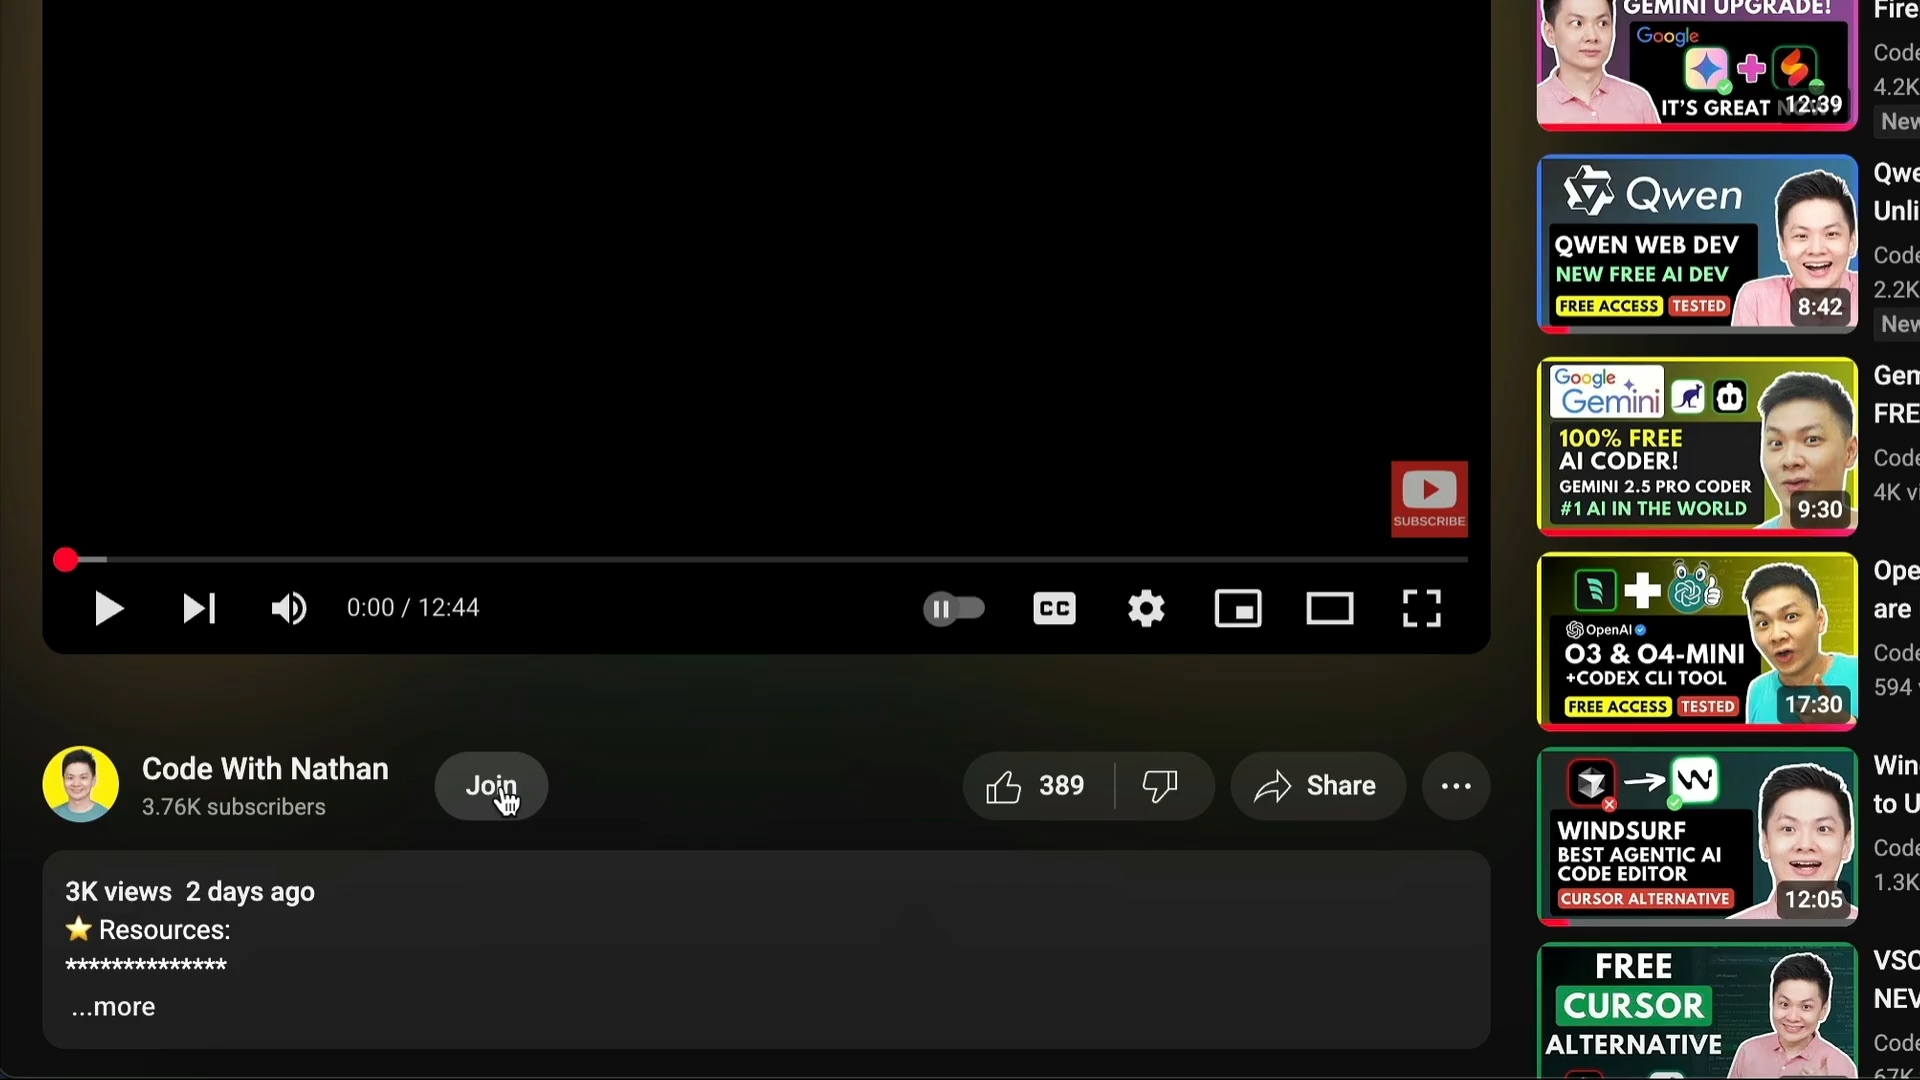 SUBSCRIBE
0:00 / 12:44
CC
Code With Nathan
3.76K subscribers
Join
389
Share
3K views 2 days ago
Resources:
**************
...more
GEMINI UPGRADE!
Google
IT'S GREAT
12:39
Fire
Code
4.2K
New
Qwen
QWEN WEB DEV
NEW FREE AI DEV
FREE ACCESS TESTED
8:42
Qwe
Unli
Code
2.2K
New
Google
Gemini
100% FREE
AI CODER!
GEMINI 2.5 PRO CODER
#1 AI IN THE WORLD
9:30
Gem
FRE
Code
4K vi
OpenAI
O3 & O4-MINI
+CODEX CLI TOOL
FREE ACCESS TESTED
17:30
Ope
are
Code
594
WINDSURF
BEST AGENTIC AI
CODE EDITOR
CURSOR ALTERNATIVE
12:05
Win
to U
Code
1.3K
FREE
CURSOR
ALTERNATIVE
VSC
NEV
Code
67K